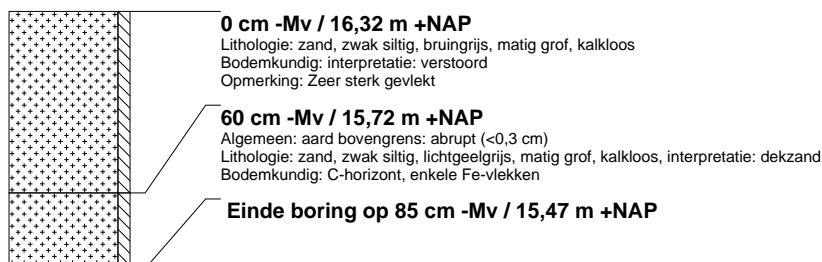 0 cm -Mv / 16,32 m +NAP
Lithologie: zand, zwak siltig, bruingrijs, matig grof, kalkloos
Bodemkundig: interpretatie: verstoord
Opmerking: Zeer sterk gevlekt
60 cm -Mv / 15,72 m +NAP
Algemeen: aard bovengrens: abrupt (<0,3 cm)
Lithologie: zand, zwak siltig, lichtgeelgrijs, matig grof, kalkloos, interpretatie: dekzand
Bodemkundig: C-horizont, enkele Fe-vlekken
Einde boring op 85 cm -Mv / 15,47 m +NAP